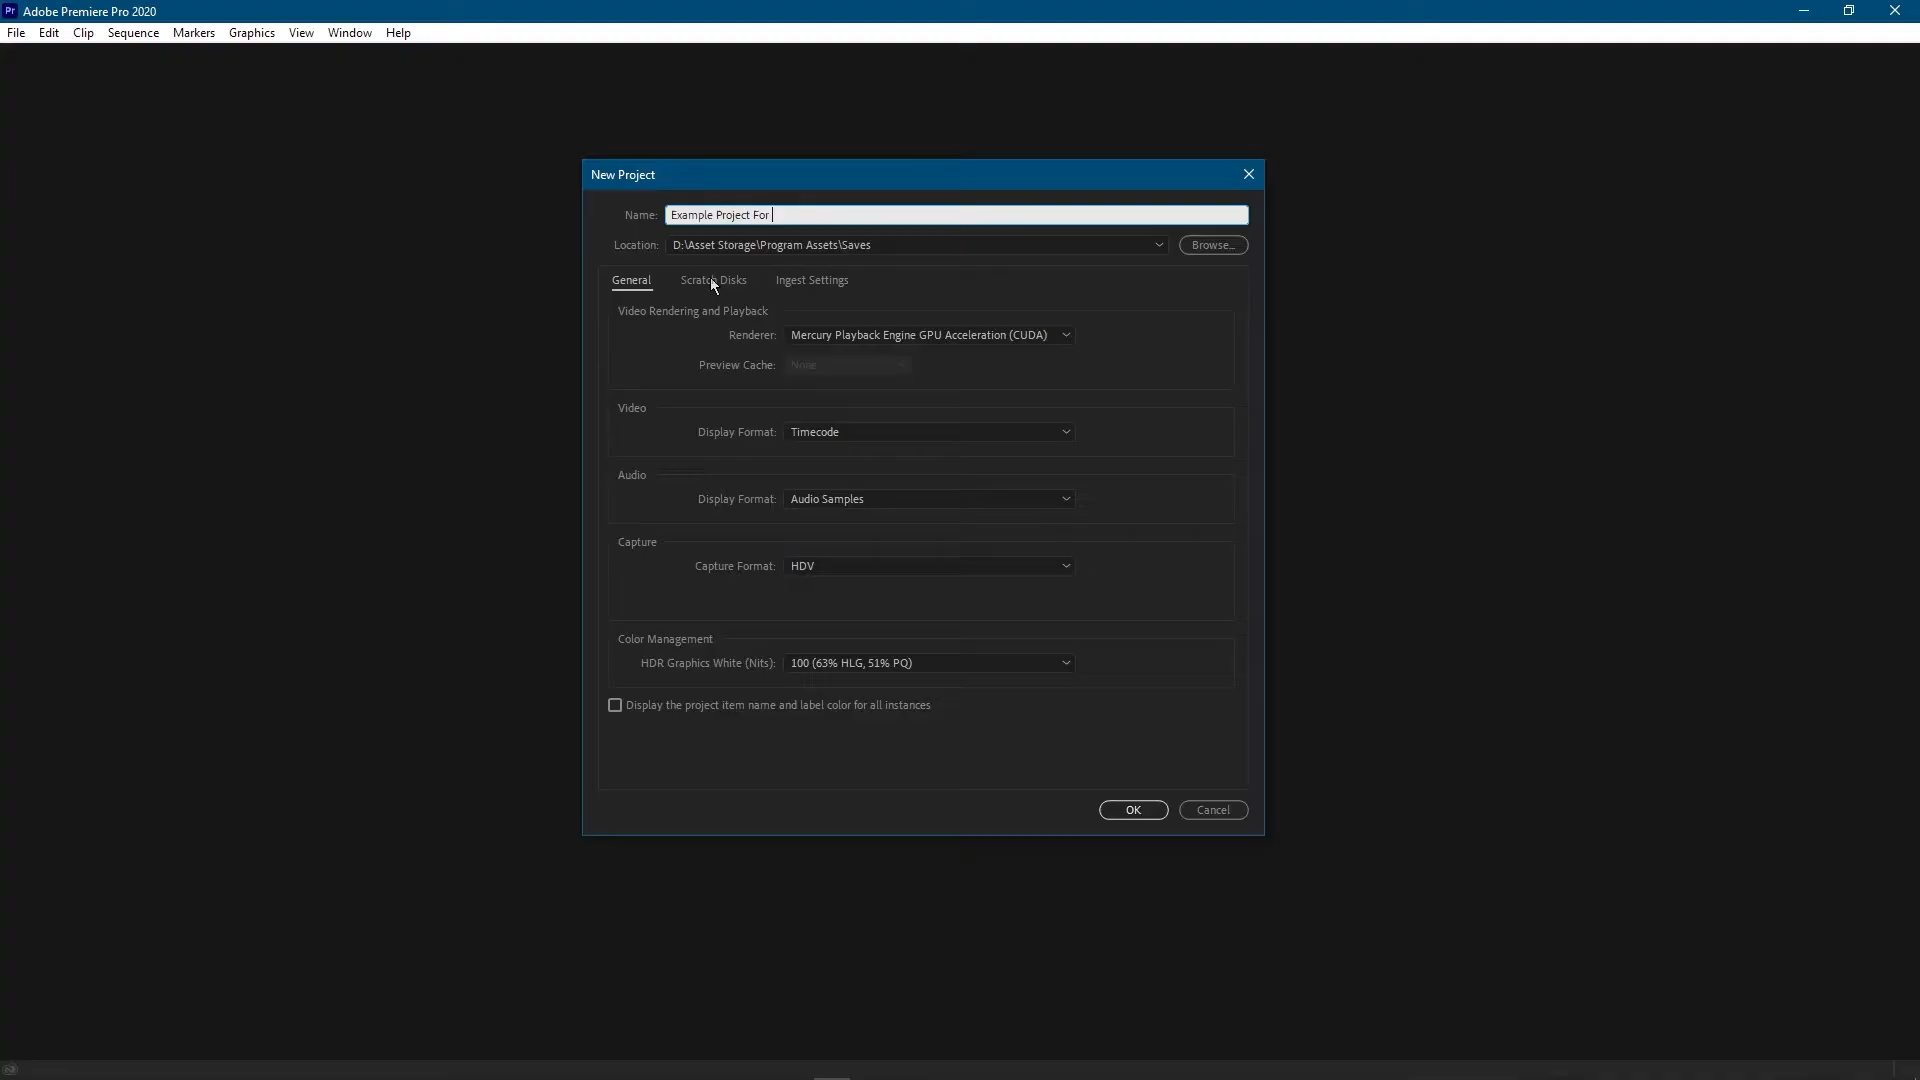 Pr Adobe Premiere Pro 2020
File Edit Clip Sequence Markers Graphics View Window Help
New Project
Name: Example Project For
Location: D:\Asset Storage\Program Assets\Saves Browse...
General Scratch Disks Ingest Settings
Video Rendering and Playback
Renderer: Mercury Playback Engine GPU Acceleration (CUDA)
Preview Cache: None
Video
Display Format: Timecode
Audio
Display Format: Audio Samples
Capture
Capture Format: HDV
Color Management
HDR Graphics White (Nits): 100 (63% HLG, 51% PQ)
Display the project item name and label color for all instances
OK Cancel